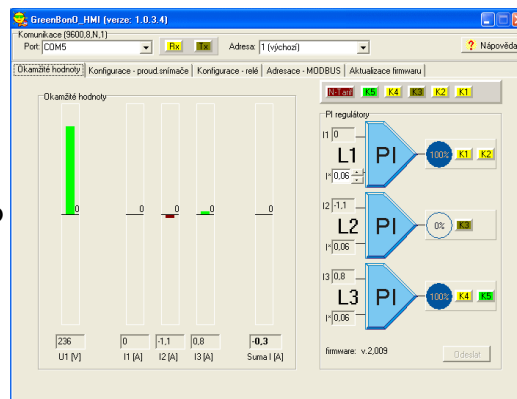 GreenBonO_HMI (verze: 1.0.3.4)
Komunikace (9600,8,N,1)
Port: COM5 Rx Tx Adresa: 1 (výchozí) ? Nápověda
Okamžité hodnoty Konfigurace - proud.snímače Konfigurace - relé Adresace - MODBUS Aktualizace firmwaru
N-Tarif K5 K4 K3 K2 K1
Okamžité hodnoty
PI regulátory
I1 0
L1 PI 100% K1 K2
I* 0,06
0 0 0 0 0
I2 -1,1
L2 PI 0% K3
I* 0,06
I3 0,8
L3 PI 100% K4 K5
I* 0,06
236 0 -1,1 0,8 -0,3
U1 [V] I1 [A] I2 [A] I3 [A] Suma I [A]
firmware: v.2,009 Odeslat